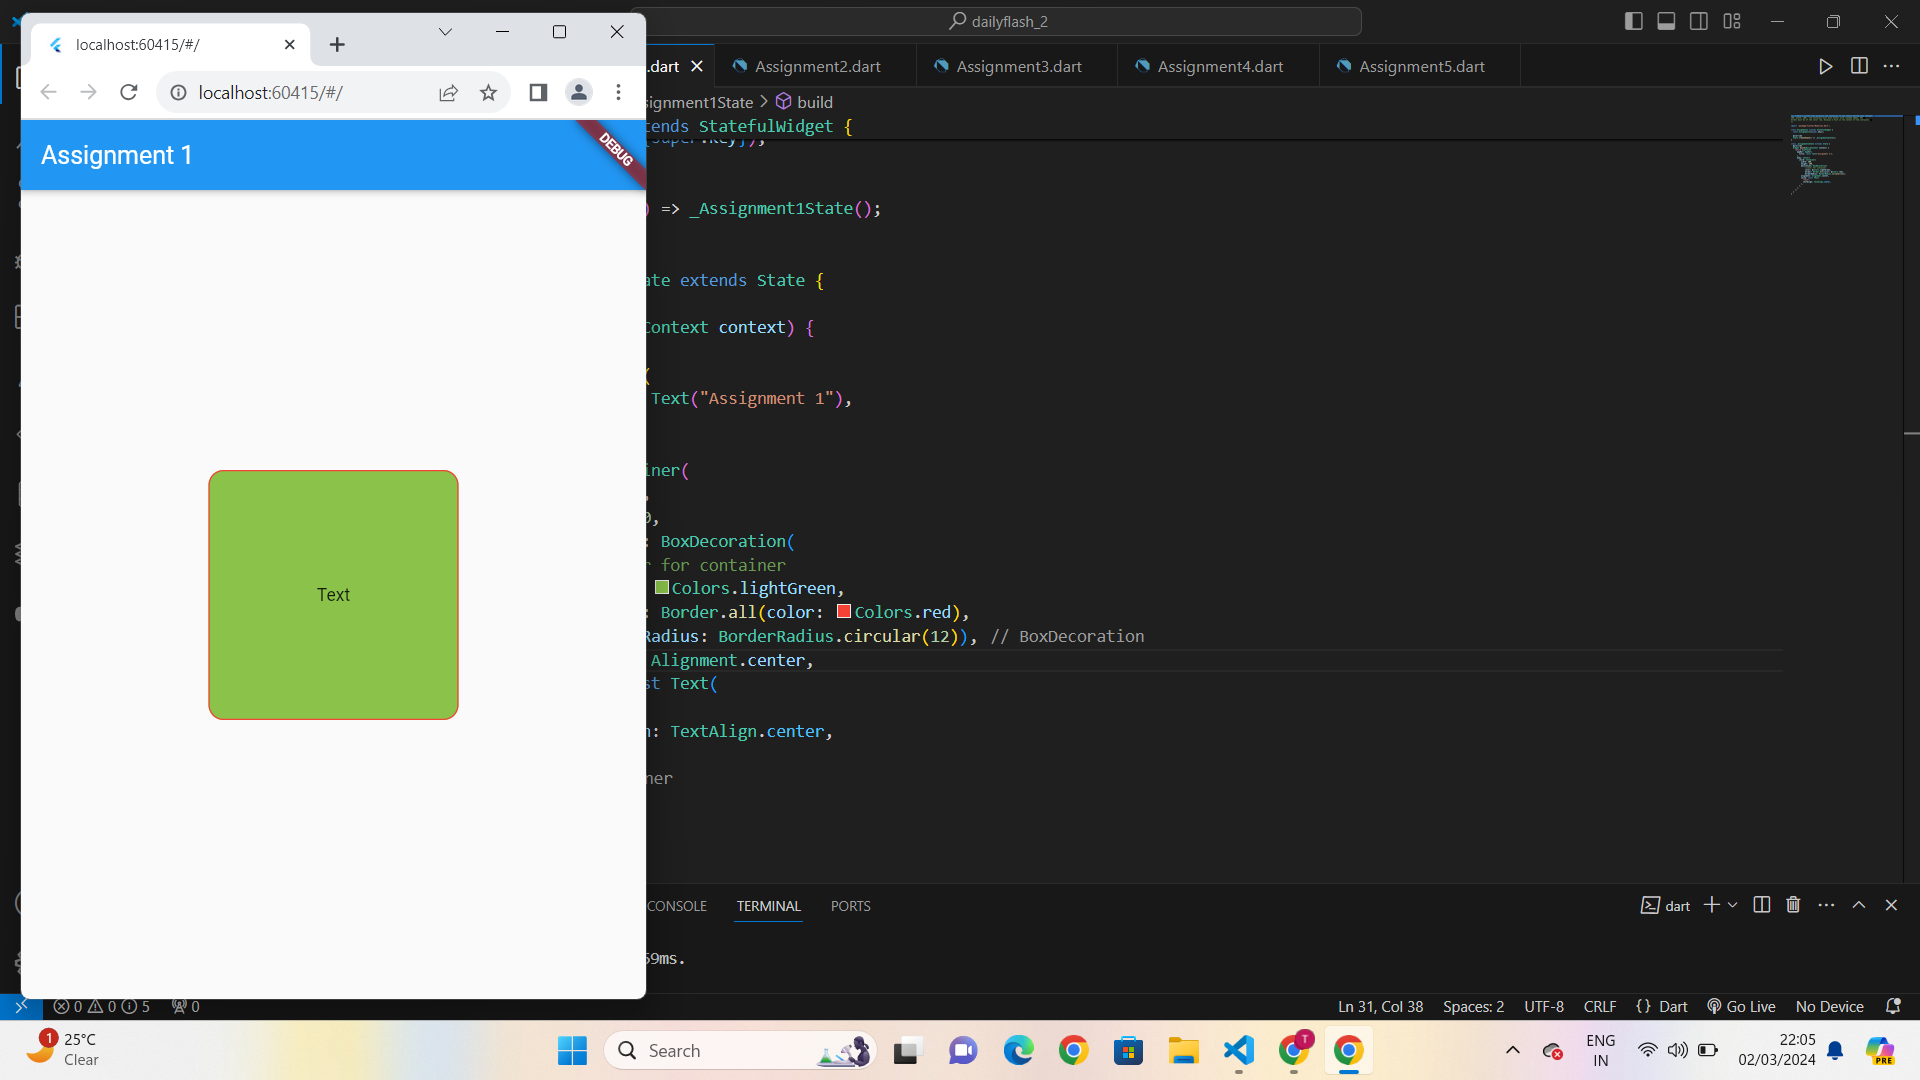 localhost:60415/#/
localhost:60415/#/
Assignment 1
DEBUG
Text
dailyflash_2
.dart
Assignment2.dart
Assignment3.dart
Assignment4.dart
Assignment5.dart
signment1State > build
tends StatefulWidget {
[super.key]);
) => _Assignment1State();
ate extends State {
Context context) {
(
Text("Assignment 1"),
iner(
,
0,
: BoxDecoration(
r for container
Colors.lightGreen,
: Border.all(color: Colors.red),
Radius: BorderRadius.circular(12)), // BoxDecoration
Alignment.center,
st Text(
n: TextAlign.center,
ner
CONSOLE
TERMINAL
PORTS
dart
59ms.
0 0 5
0
Ln 31, Col 38
Spaces: 2
UTF-8
CRLF
{ } Dart
Go Live
No Device
1
25°C
Clear
Search
T
ENG
IN
22:05
02/03/2024
PRE